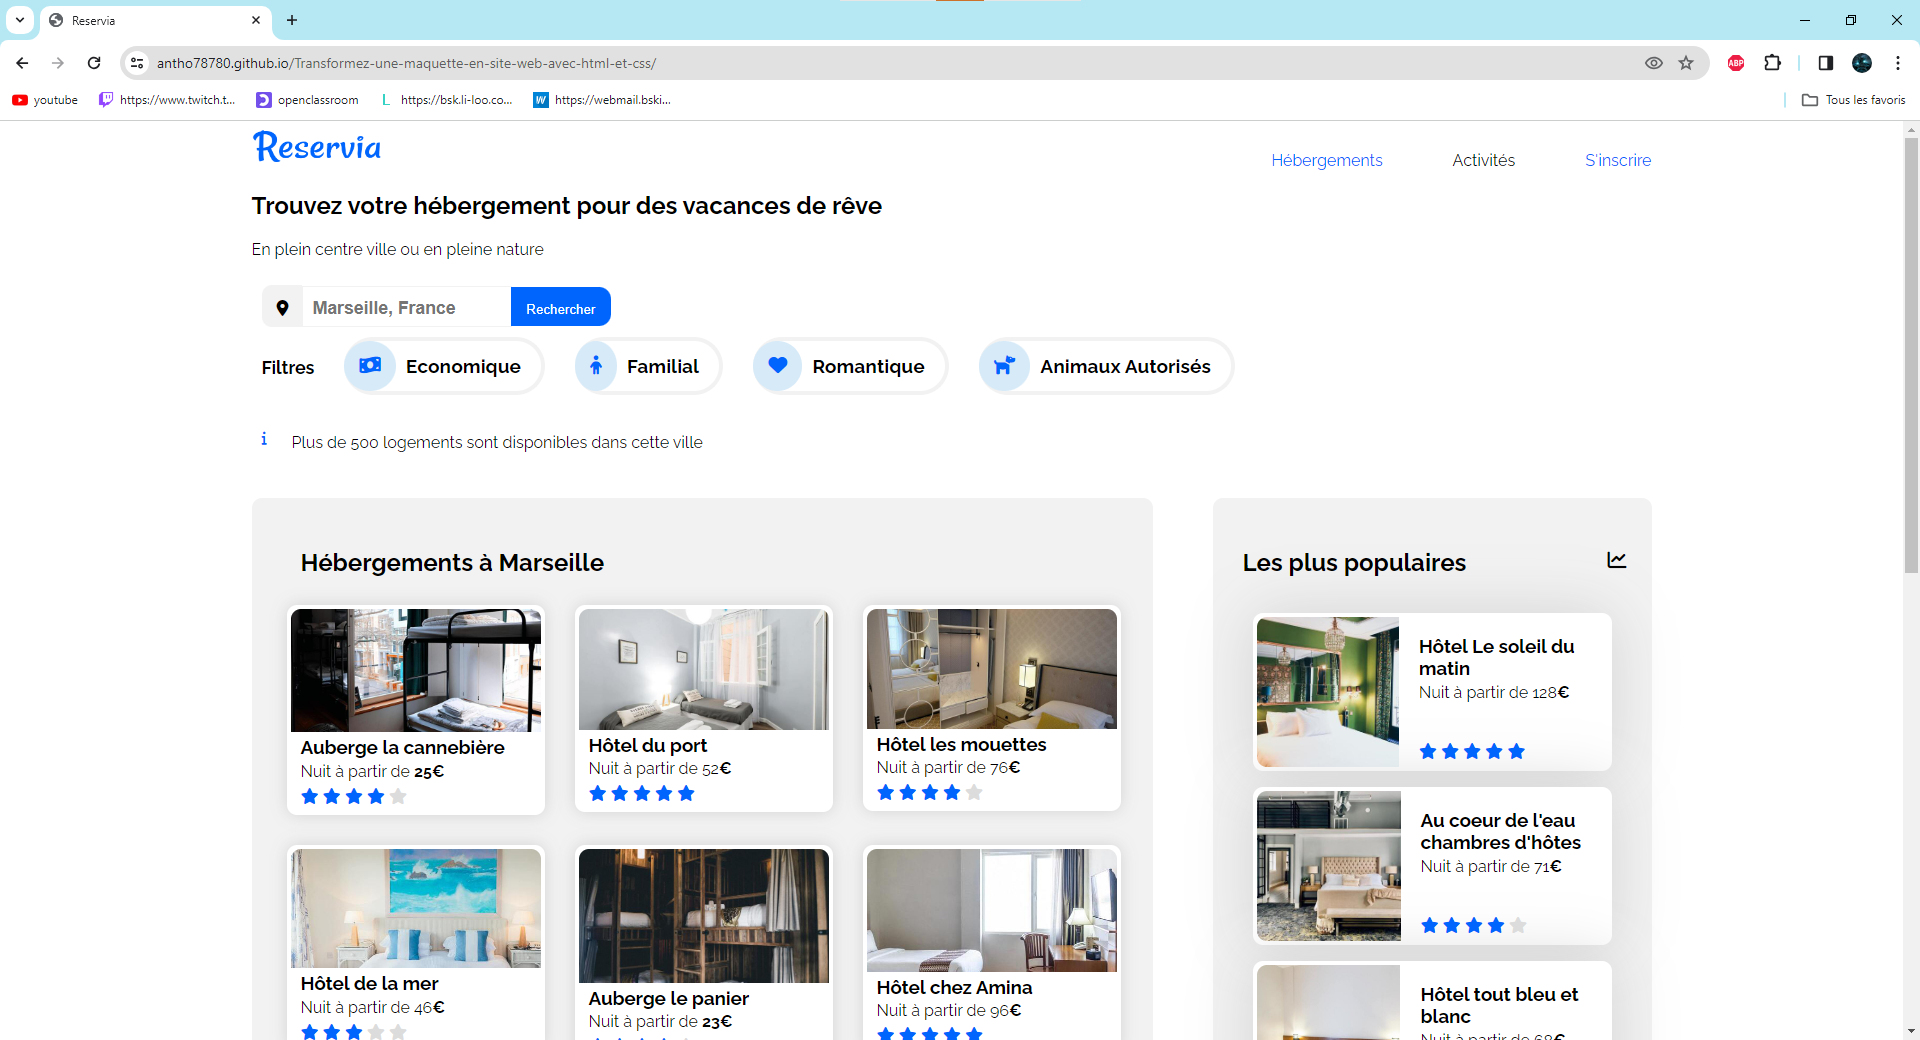 Reservia
antho78780.github.io/Transformez-une-maquette-en-site-web-avec-html-et-css/
ABP
youtube
https://www.twitch.t...
openclassroom
https://bsk.li-loo.co...
https://webmail.bski...
Tous les favoris
Reservia
Hébergements
Activités
S'inscrire
Trouvez votre hébergement pour des vacances de rêve
En plein centre ville ou en pleine nature
Marseille, France
Rechercher
Filtres
Economique
Familial
Romantique
Animaux Autorisés
Plus de 500 logements sont disponibles dans cette ville
Hébergements à Marseille
Auberge la cannebière
Nuit à partir de 25€
Hôtel du port
Nuit à partir de 52€
Hôtel les mouettes
Nuit à partir de 76€
Hôtel de la mer
Nuit à partir de 46€
Auberge le panier
Nuit à partir de 23€
Hôtel chez Amina
Nuit à partir de 96€
Les plus populaires
Hôtel Le soleil du
matin
Nuit à partir de 128€
Au coeur de l'eau
chambres d'hôtes
Nuit à partir de 71€
Hôtel tout bleu et
blanc
Nuit à partir de 68€